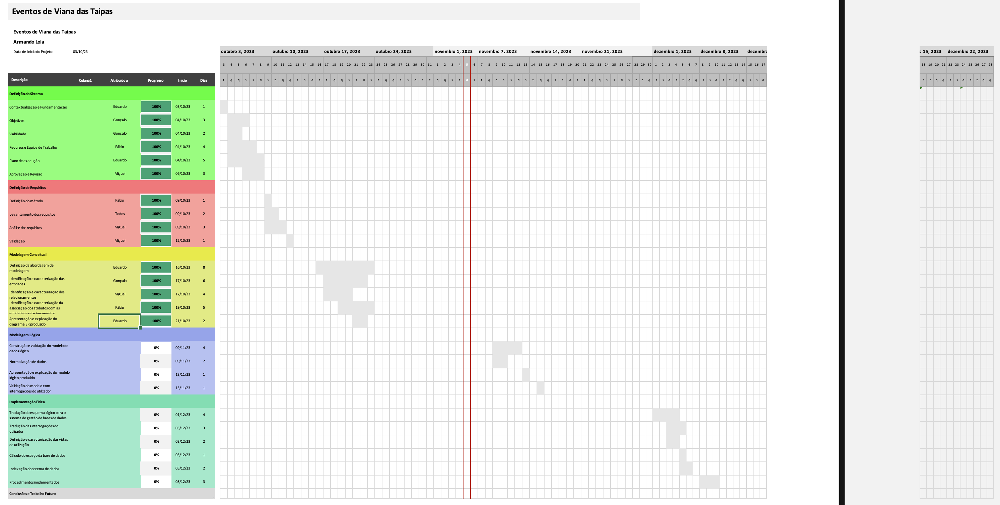 Eventos de Viana das Taipas
Eventos de Viana das Taipas
Armando Loia
Data de Início do Projeto: 03/10/23
outubro 3, 2023 outubro 10, 2023 outubro 17, 2023 outubro 24, 2023 novembro 1, 2023 novembro 7, 2023 novembro 14, 2023 novembro 21, 2023 dezembro 1, 2023 dezembro 8, 2023 dezembro o 15, 2023 dezembro 22, 2023
3 4 5 6 7 8 9 10 11 12 13 14 15 16 17 18 19 20 21 22 23 24 25 26 27 28 29 30 31 1 2 3 4 5 6 7 8 9 10 11 12 13 14 15 16 17 18 19 20 21 22 23 24 25 26 27 28 29 30 1 2 3 4 5 6 7 8 9 10 11 12 13 14 15 16 17 18 19 20 21 22 23 24 25 26 27 28
Descrição Coluna1 Atribuído a Progresso Início Dias t q q s s d s t q q s s d s t q q s s d s t q q s s d s t q q s s d s t q q s s d s t q q s s d s t q q s s d s t q q s s d s t q q s s d s t q q s s d s t q q s s d s t q q
Definição do Sistema
Contextualização e Fundamentação Eduardo 100% 03/10/23 1
Objetivos Gonçalo 100% 04/10/23 3
Viabilidade Gonçalo 100% 04/10/23 2
Recursos e Equipa de Trabalho Fábio 100% 04/10/23 4
Plano de execução Eduardo 100% 04/10/23 5
Aprovação e Revisão Miguel 100% 06/10/23 3
Definição de Requisitos
Definição do método Fábio 100% 09/10/23 1
Levantamento dos requisitos Todos 100% 09/10/23 2
Análise dos requisitos Miguel 100% 09/10/23 3
Validação Miguel 100% 12/10/23 1
Modelagem Conceitual
Definição da abordagem de
modelagem Eduardo 100% 16/10/23 8
Identificação e caracterização das
entidades Gonçalo 100% 17/10/23 6
Identificação e caracterização dos
relacionamentos Miguel 100% 17/10/23 4
Identificação e caracterização da
associação dos atributos com as Fábio 100% 19/10/23 5
entidades e relacionamentos
Apresentação e explicação do
diagrama ER produzido Eduardo 100% 21/10/23 2
Modelagem Lógica
Construção e validação do modelo de
dados lógico 0% 09/11/23 4
Normalização de dados 0% 09/11/23 2
Apresentação e explicação do modelo
lógico produzido 0% 13/11/23 1
Validação do modelo com
interrogações do utilizador 0% 15/11/23 1
Implementação Física
Tradução do esquema lógico para o
sistema de gestão de bases de dados 0% 01/12/23 4
Tradução das interrogações do
utilizador 0% 03/12/23 3
Definição e caracterização das vistas
de utilização 0% 03/12/23 2
Cálculo do espaço da base de dados 0% 05/12/23 1
Indexação do sistema de dados 0% 05/12/23 2
Procedimentos implementados 0% 08/12/23 3
Conclusões e Trabalho Futuro